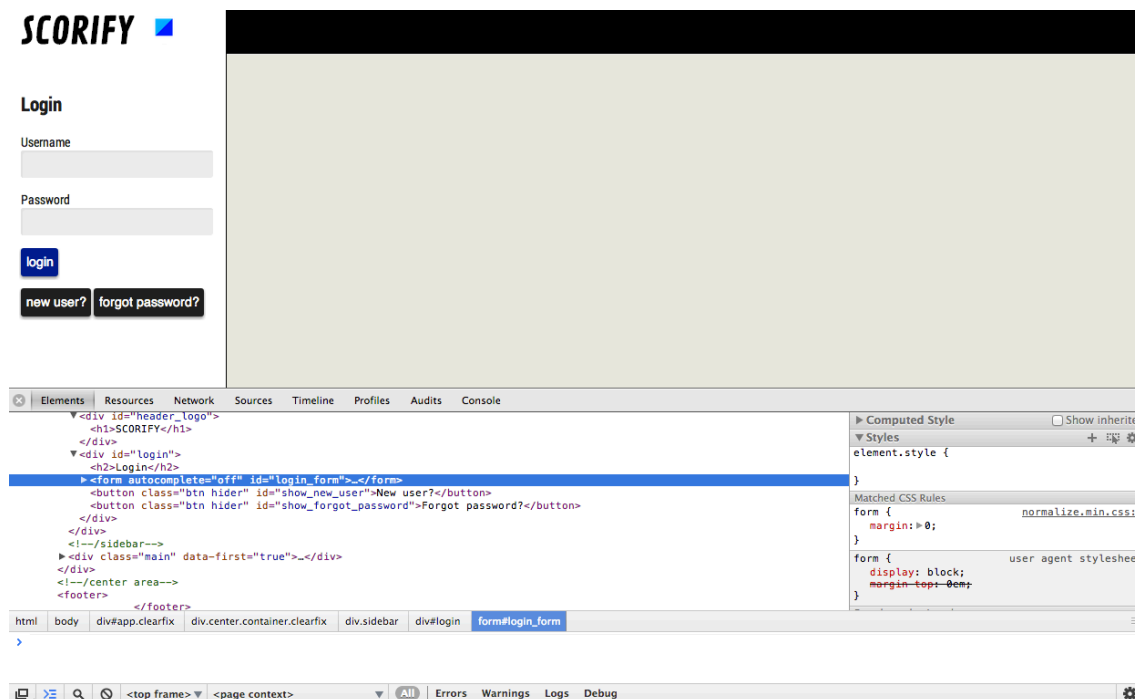 SCORIFY
Login
Username
Password
login
new user? forgot password?
Elements Resources Network Sources Timeline Profiles Audits Console
▼<div id="header_logo">
<h1>SCORIFY</h1>
</div>
▼<div id="login">
<h2>Login</h2>
▶<form autocomplete="off" id="login_form">…</form>
<button class="btn hider" id="show_new_user">New user?</button>
<button class="btn hider" id="show_forgot_password">Forgot password?</button>
</div>
</div>
<!--/sidebar-->
▶<div class="main" data-first="true">…</div>
</div>
<!--/center area-->
<footer>
</footer>
▶ Computed Style Show inherite
▼ Styles
element.style {
}
Matched CSS Rules
form { normalize.min.css:
margin:▶0;
}
form { user agent styleshee
display: block;
margin-top: 0em;
}
html body div#app.clearfix div.center.container.clearfix div.sidebar div#login form#login_form
>
<top frame> ▼ <page context> ▼ All Errors Warnings Logs Debug